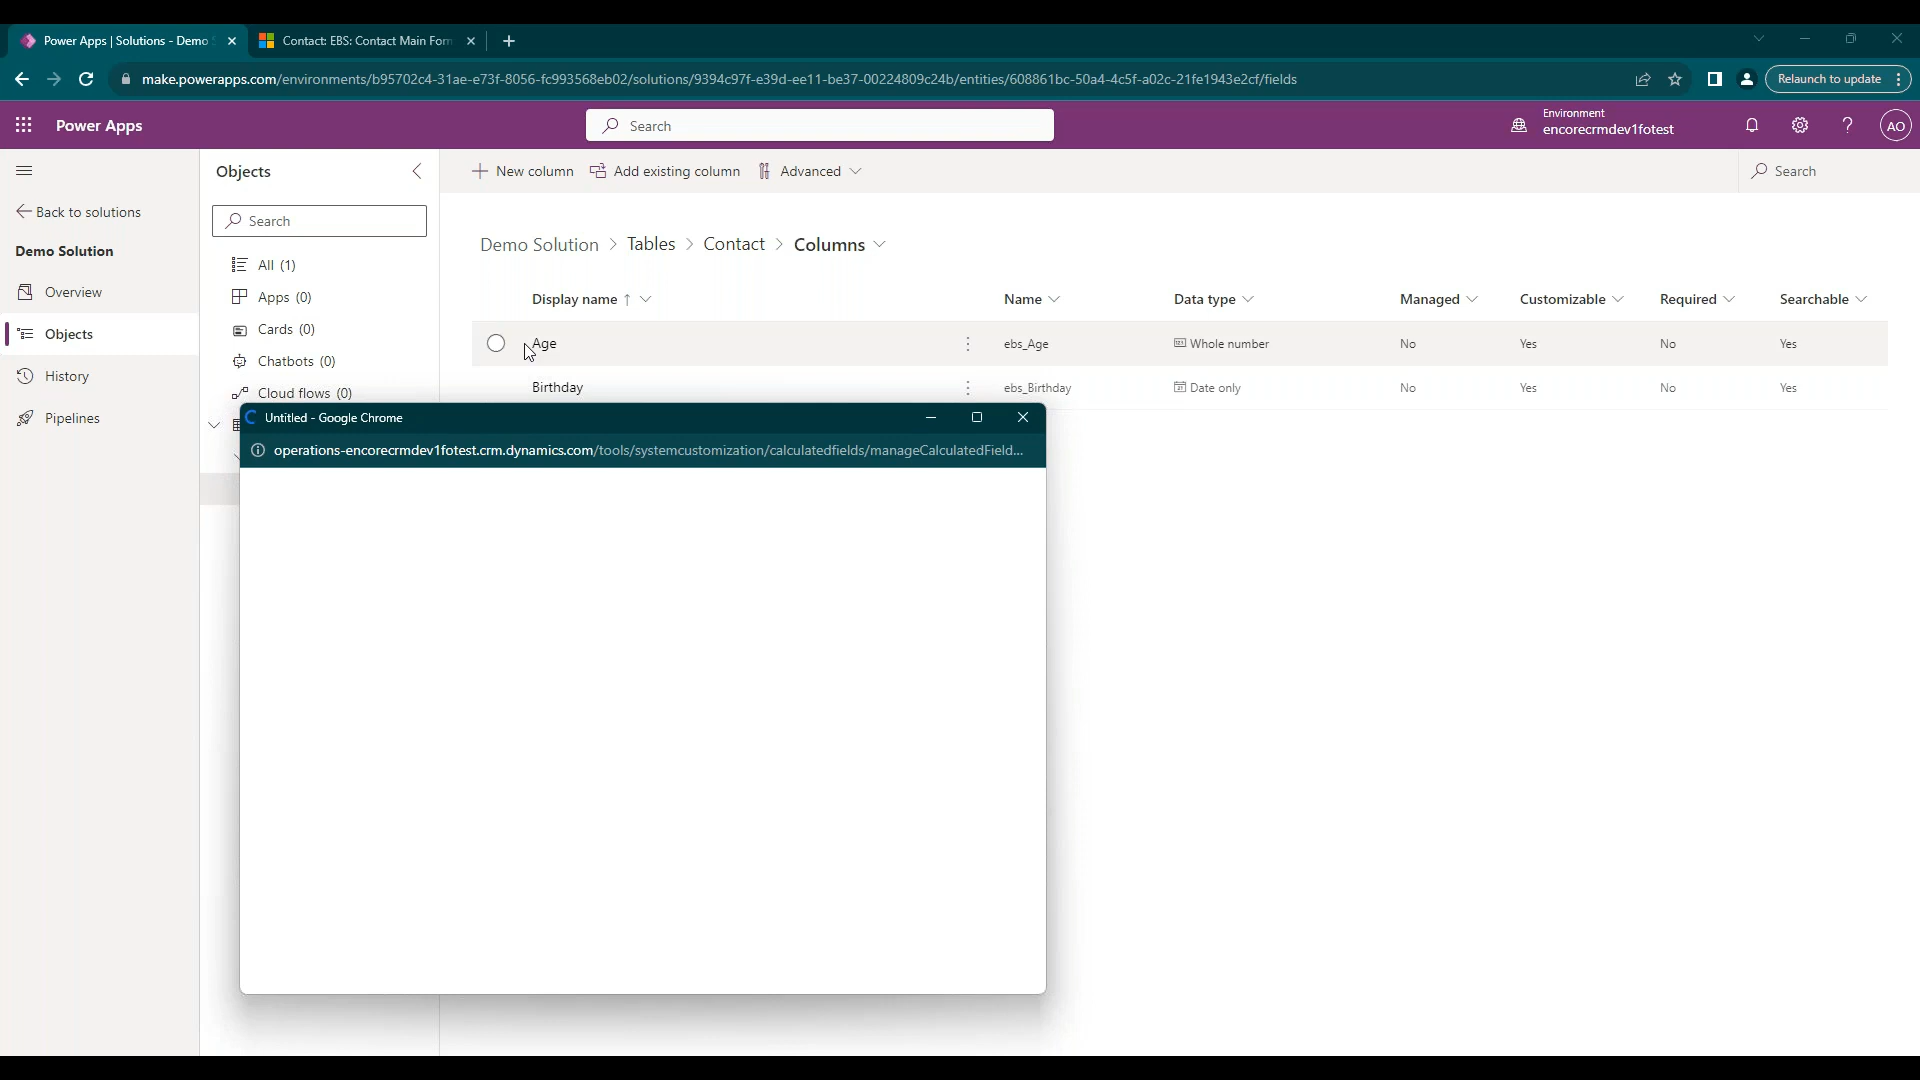 Power Apps | Solutions - Demo
Contact: EBS: Contact Main Form
make.powerapps.com/environments/b95702c4-31ae-e73f-8056-fc993568eb02/solutions/9394c97f-e39d-ee11-be37-00224809c24b/entities/608861bc-50a4-4c5f-a02c-21fe1943e2cf/fields
Relaunch to update
Power Apps
Search
Environment
encorecrmdev1fotest
AO
Objects
New column
Add existing column
Advanced
Search
Back to solutions
Search
Demo Solution
Demo Solution > Tables > Contact > Columns
All (1)
Overview
Apps (0)
Display name
Name
Data type
Managed
Customizable
Required
Searchable
Cards (0)
Objects
Age
ebs_Age
Whole number
No
Yes
No
Yes
Chatbots (0)
History
Birthday
ebs_Birthday
Date only
No
Yes
No
Yes
Cloud flows (0)
Pipelines
Untitled - Google Chrome
operations-encorecrmdev1fotest.crm.dynamics.com/tools/systemcustomization/calculatedfields/manageCalculatedField...